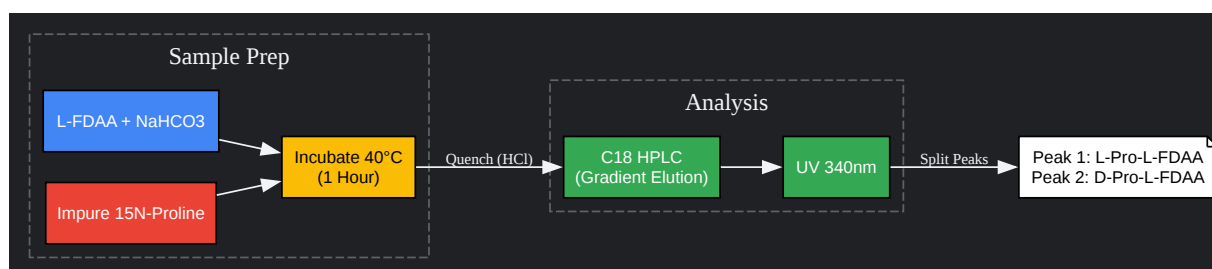 Sample Prep
L-FDAA + NaHCO3
Impure 15N-Proline
Incubate 40°C
(1 Hour)
Quench (HCl)
Analysis
C18 HPLC
(Gradient Elution)
UV 340nm
Split Peaks
Peak 1: L-Pro-L-FDAA
Peak 2: D-Pro-L-FDAA